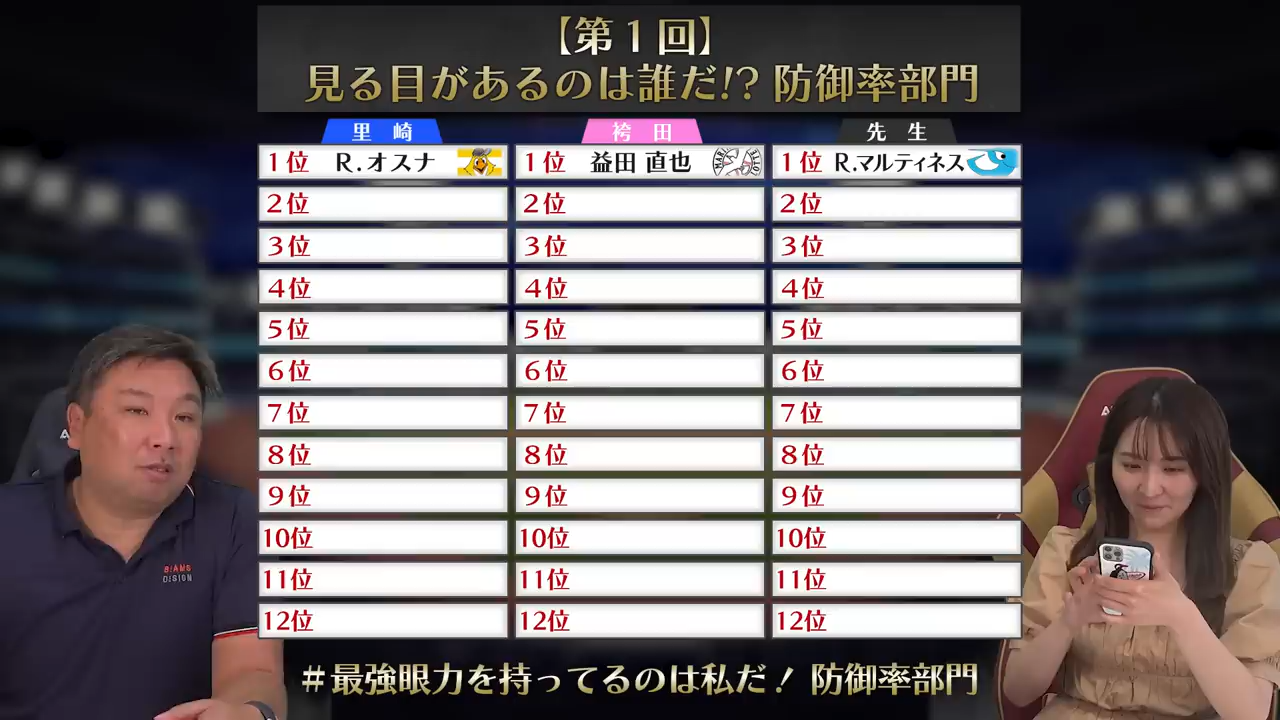 【第1回】
見る目があるのは誰だ!? 防御率部門
里崎 袴田 先生
1位 R.オスナ 1位 益田 直也 1位 R.マルティネス
2位 2位 2位
3位 3位 3位
4位 4位 4位
5位 5位 5位
6位 6位 6位
7位 7位 7位
8位 8位 8位
9位 9位 9位
10位 10位 10位
11位 11位 11位
12位 12位 12位
BEAMS
DESIGN
#最強眼力を持ってるのは私だ! 防御率部門